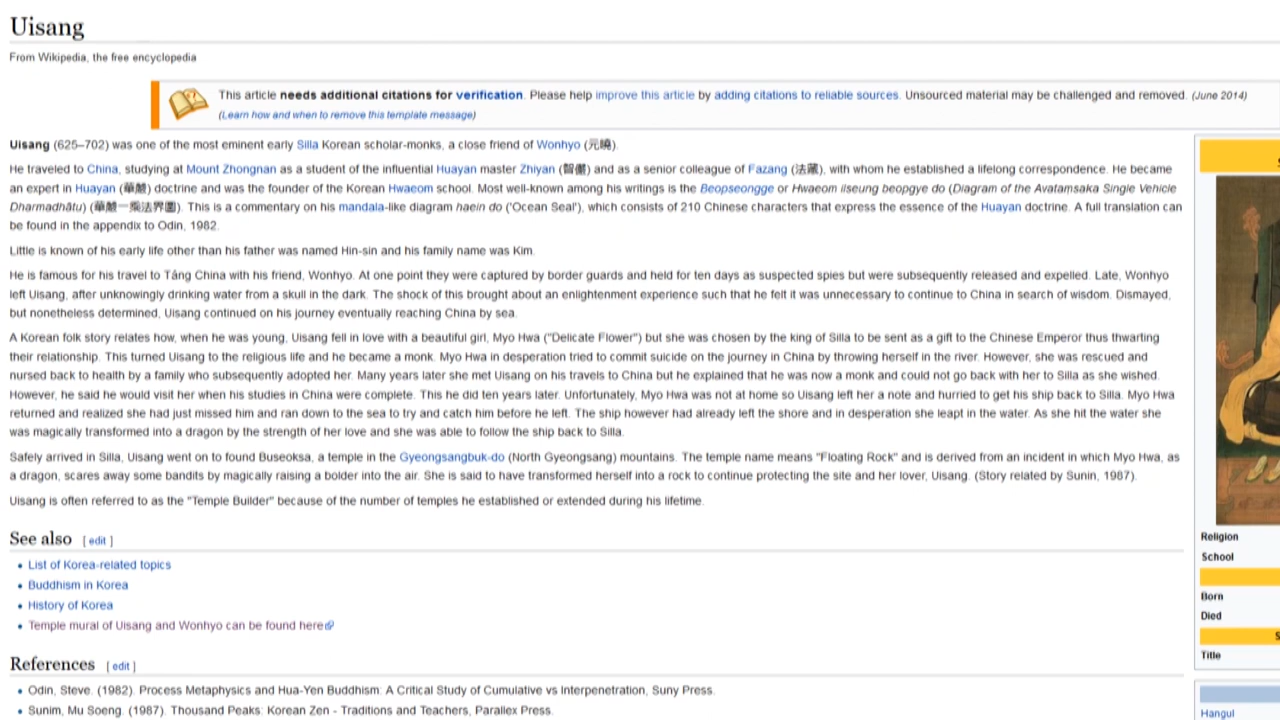 Uisang
From Wikipedia, the free encyclopedia
This article needs additional citations for verification. Please help improve this article by adding citations to reliable sources. Unsourced material may be challenged and removed. (June 2014)
(Learn how and when to remove this template message)
Uisang (625–702) was one of the most eminent early Silla Korean scholar-monks, a close friend of Wonhyo (元曉).
He traveled to China, studying at Mount Zhongnan as a student of the influential Huayan master Zhiyan (智儼) and as a senior colleague of Fazang (法藏), with whom he established a lifelong correspondence. He became
an expert in Huayan (華嚴) doctrine and was the founder of the Korean Hwaeom school. Most well-known among his writings is the Beopseongge or Hwaeom ilseung beopgye do (Diagram of the Avatamsaka Single Vehicle
Dharmadhātu) (華嚴一乘法界圖). This is a commentary on his mandala-like diagram haein do ('Ocean Seal'), which consists of 210 Chinese characters that express the essence of the Huayan doctrine. A full translation can
be found in the appendix to Odin, 1982.
Little is known of his early life other than his father was named Hin-sin and his family name was Kim.
He is famous for his travel to Tâng China with his friend, Wonhyo. At one point they were captured by border guards and held for ten days as suspected spies but were subsequently released and expelled. Late, Wonhyo
left Uisang, after unknowingly drinking water from a skull in the dark. The shock of this brought about an enlightenment experience such that he felt it was unnecessary to continue to China in search of wisdom. Dismayed,
but nonetheless determined, Uisang continued on his journey eventually reaching China by sea.
A Korean folk story relates how, when he was young, Uisang fell in love with a beautiful girl, Myo Hwa ("Delicate Flower") but she was chosen by the king of Silla to be sent as a gift to the Chinese Emperor thus thwarting
their relationship. This turned Uisang to the religious life and he became a monk. Myo Hwa in desperation tried to commit suicide on the journey in China by throwing herself in the river. However, she was rescued and
nursed back to health by a family who subsequently adopted her. Many years later she met Uisang on his travels to China but he explained that he was now a monk and could not go back with her to Silla as she wished.
However, he said he would visit her when his studies in China were complete. This he did ten years later. Unfortunately, Myo Hwa was not at home so Uisang left her a note and hurried to get his ship back to Silla. Myo Hwa
returned and realized she had just missed him and ran down to the sea to try and catch him before he left. The ship however had already left the shore and in desperation she leapt in the water. As she hit the water she
was magically transformed into a dragon by the strength of her love and she was able to follow the ship back to Silla.
Safely arrived in Silla, Uisang went on to found Buseoksa, a temple in the Gyeongsangbuk-do (North Gyeongsang) mountains. The temple name means "Floating Rock" and is derived from an incident in which Myo Hwa, as
a dragon, scares away some bandits by magically raising a bolder into the air. She is said to have transformed herself into a rock to continue protecting the site and her lover, Uisang. (Story related by Sunin, 1987).
Uisang is often referred to as the "Temple Builder" because of the number of temples he established or extended during his lifetime.
See also [ edit ]
• List of Korea-related topics
• Buddhism in Korea
• History of Korea
• Temple mural of Uisang and Wonhyo can be found here
References [ edit ]
• Odin, Steve. (1982). Process Metaphysics and Hua-Yen Buddhism: A Critical Study of Cumulative vs Interpenetration, Suny Press.
• Sunim, Mu Soeng. (1987). Thousand Peaks: Korean Zen - Traditions and Teachers, Parallex Press.
Religion
School
Born
Died
S
Title
Hangul